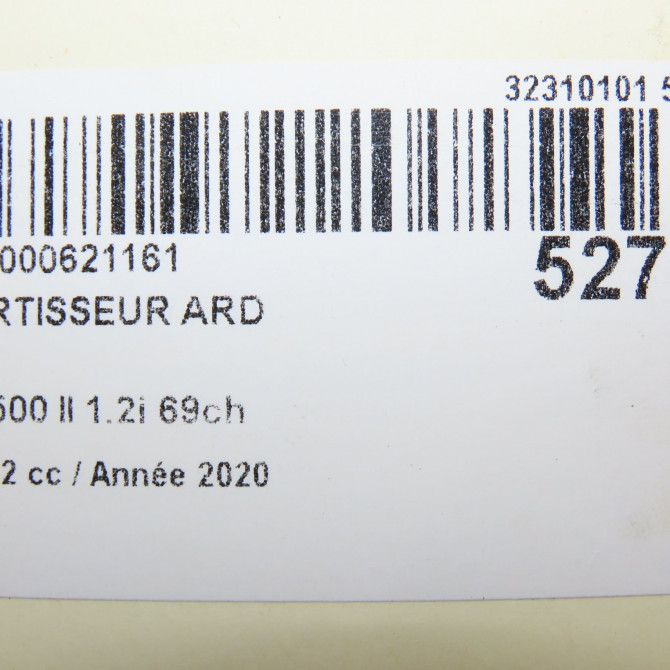 32310101 5
000621161
527
RTISSEUR ARD
500 II 1.2i 69ch
2 cc / Année 2020